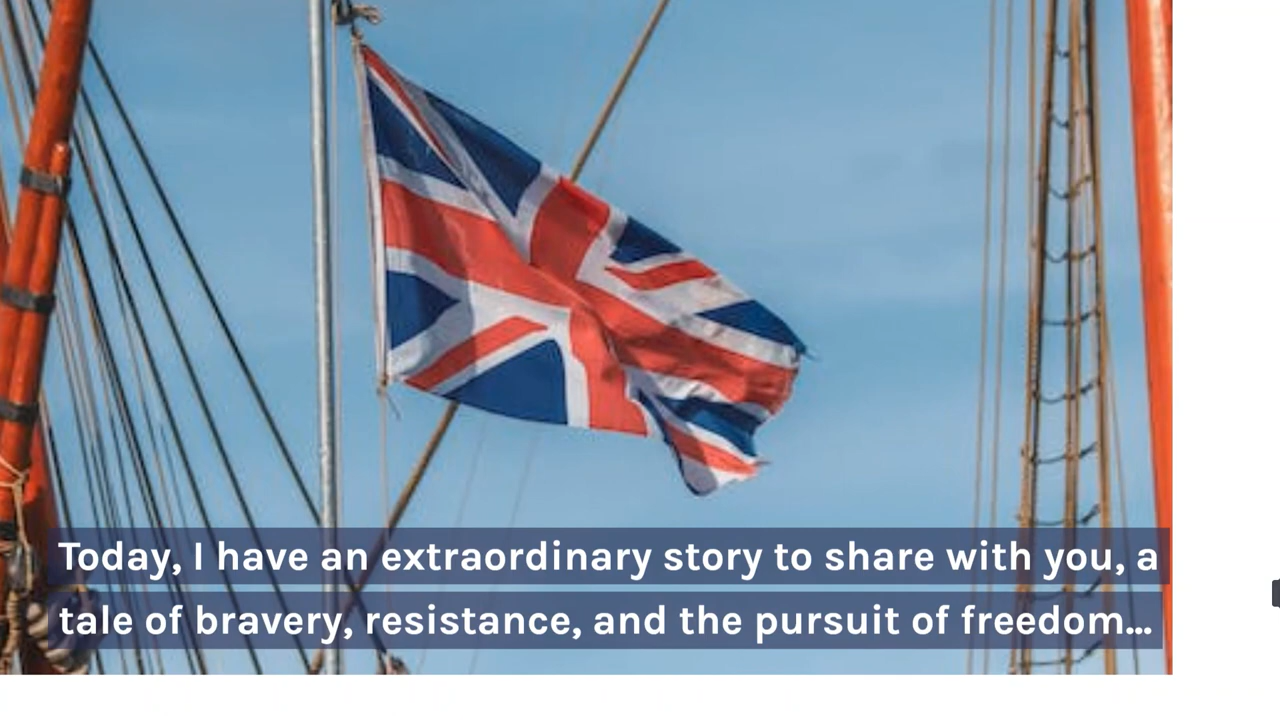 Today, I have an extraordinary story to share with you, a
tale of bravery, resistance, and the pursuit of freedom...